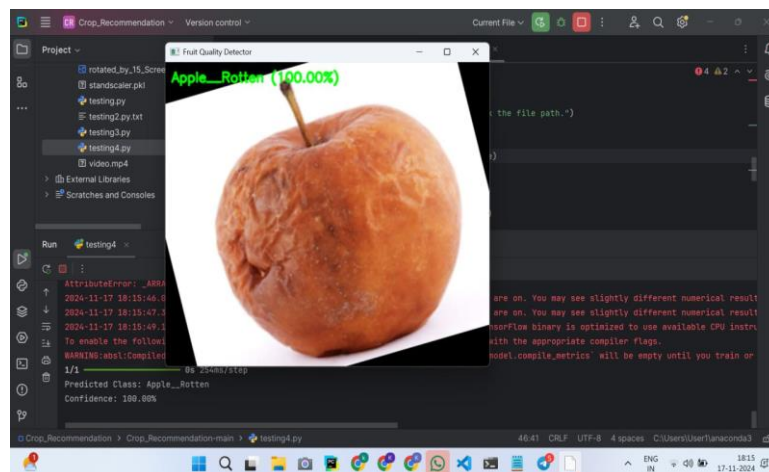 CR Crop_Recommendation Version control Current File
Project
Fruit Quality Detector
Apple__Rotten (100.00%)
rotated_by_15_Scree
standscaler.pkl
testing.py
testing2.py.txt
testing3.py
testing4.py
video.mp4
External Libraries
Scratches and Consoles
4 2
the file path.")
Run testing4
AttributeError: _ARRA
2024-11-17 18:15:46.0 are on. You may see slightly different numerical result
2024-11-17 18:15:47.3 are on. You may see slightly different numerical result
2024-11-17 18:15:49.1 nsorFlow binary is optimized to use available CPU instru
To enable the followi with the appropriate compiler flags.
WARNING:absl:Compiled model.compile_metrics` will be empty until you train or
1/1 0s 254ms/step
Predicted Class: Apple__Rotten
Confidence: 100.00%
Crop_Recommendation > Crop_Recommendation-main > testing4.py 46:41 CRLF UTF-8 4 spaces C:\Users\User1\anaconda3
ENG
IN
18:15
17-11-2024